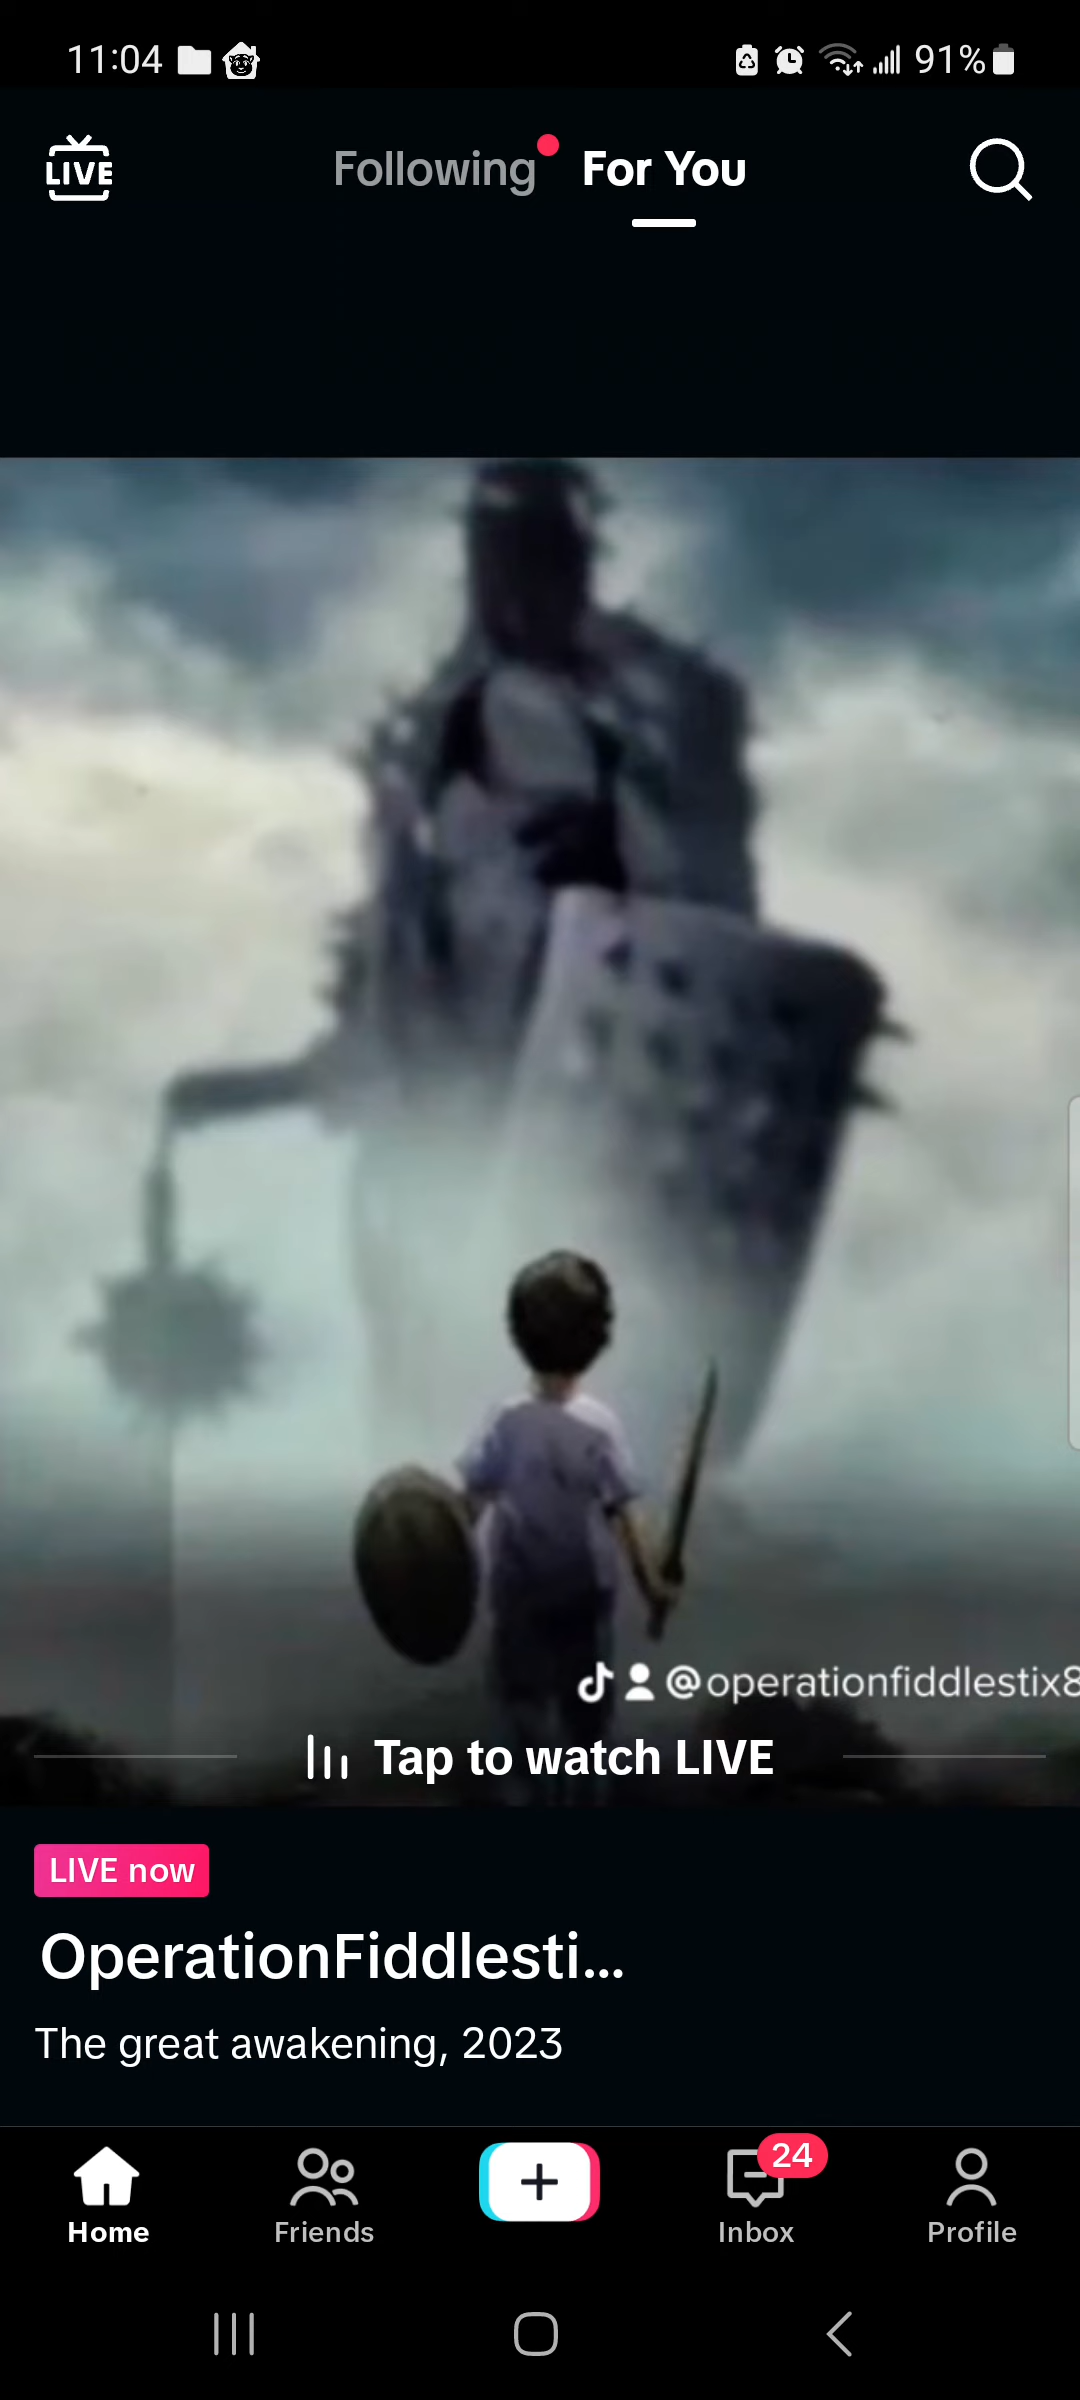 11:04
91%
LIVE
Following
For You
@operationfiddlestix8
Tap to watch LIVE
LIVE now
OperationFiddlesti...
The great awakening, 2023
24
Home
Friends
Inbox
Profile